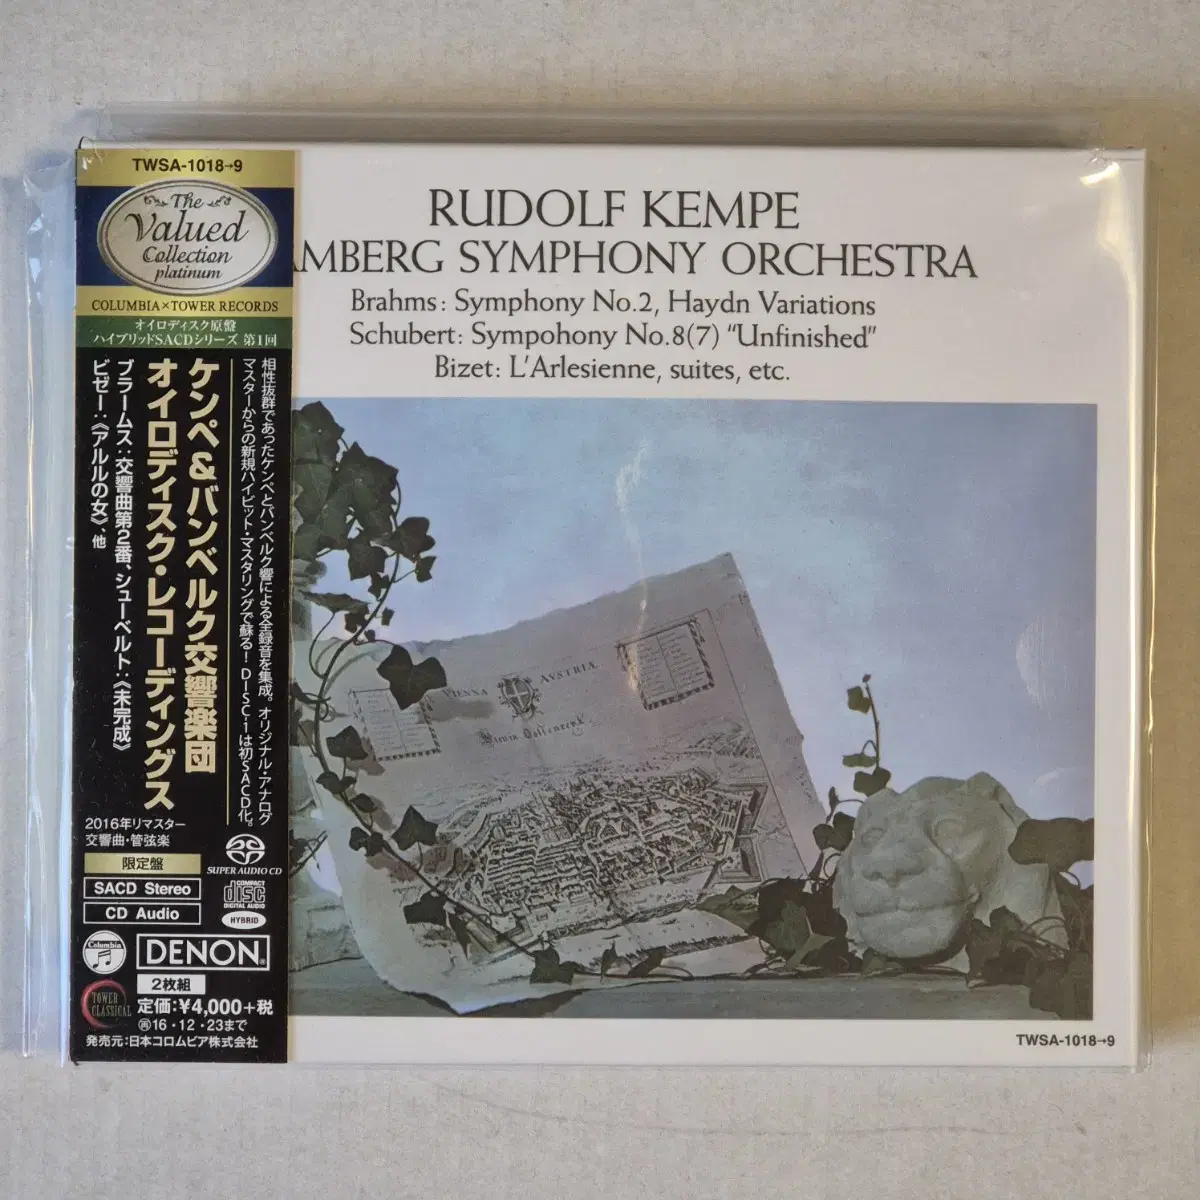 TWSA-1018→9
The
Valued
Collection
platinum
COLUMBIA×TOWER RECORDS
オイロディスク原盤
ハイブリッドSACDシリーズ 第1回
相性抜群であったケンペとバンベルク響による全録音を集成。オリジナル・アナログ
マスターからの新規ハイビット・マスタリングで蘇る！DISC-1は初SACD化。
ケンペ&バンベルク交響楽団
オイロディスク・レコーディングス
ブラームス:交響曲第2番、シューベルト:《未完成》
ビゼー:《アルルの女》、他
2016年リマスター
交響曲・管弦楽
限定盤
SACD Stereo
CD Audio
SUPER AUDIO CD
COMPACT
disc
DIGITAL AUDIO
HYBRID
Columbia
DENON
2枚組
TOWER
CLASSICAL
定価:¥4,000+税
再16・12・23まで
発売元:日本コロムビア株式会社
RUDOLF KEMPE
AMBERG SYMPHONY ORCHESTRA
Brahms: Symphony No.2, Haydn Variations
Schubert: Sympohony No.8(7) "Unfinished"
Bizet: L'Arlesienne, suites, etc.
VIENNA AVSTRIÆ
TWSA-1018→9